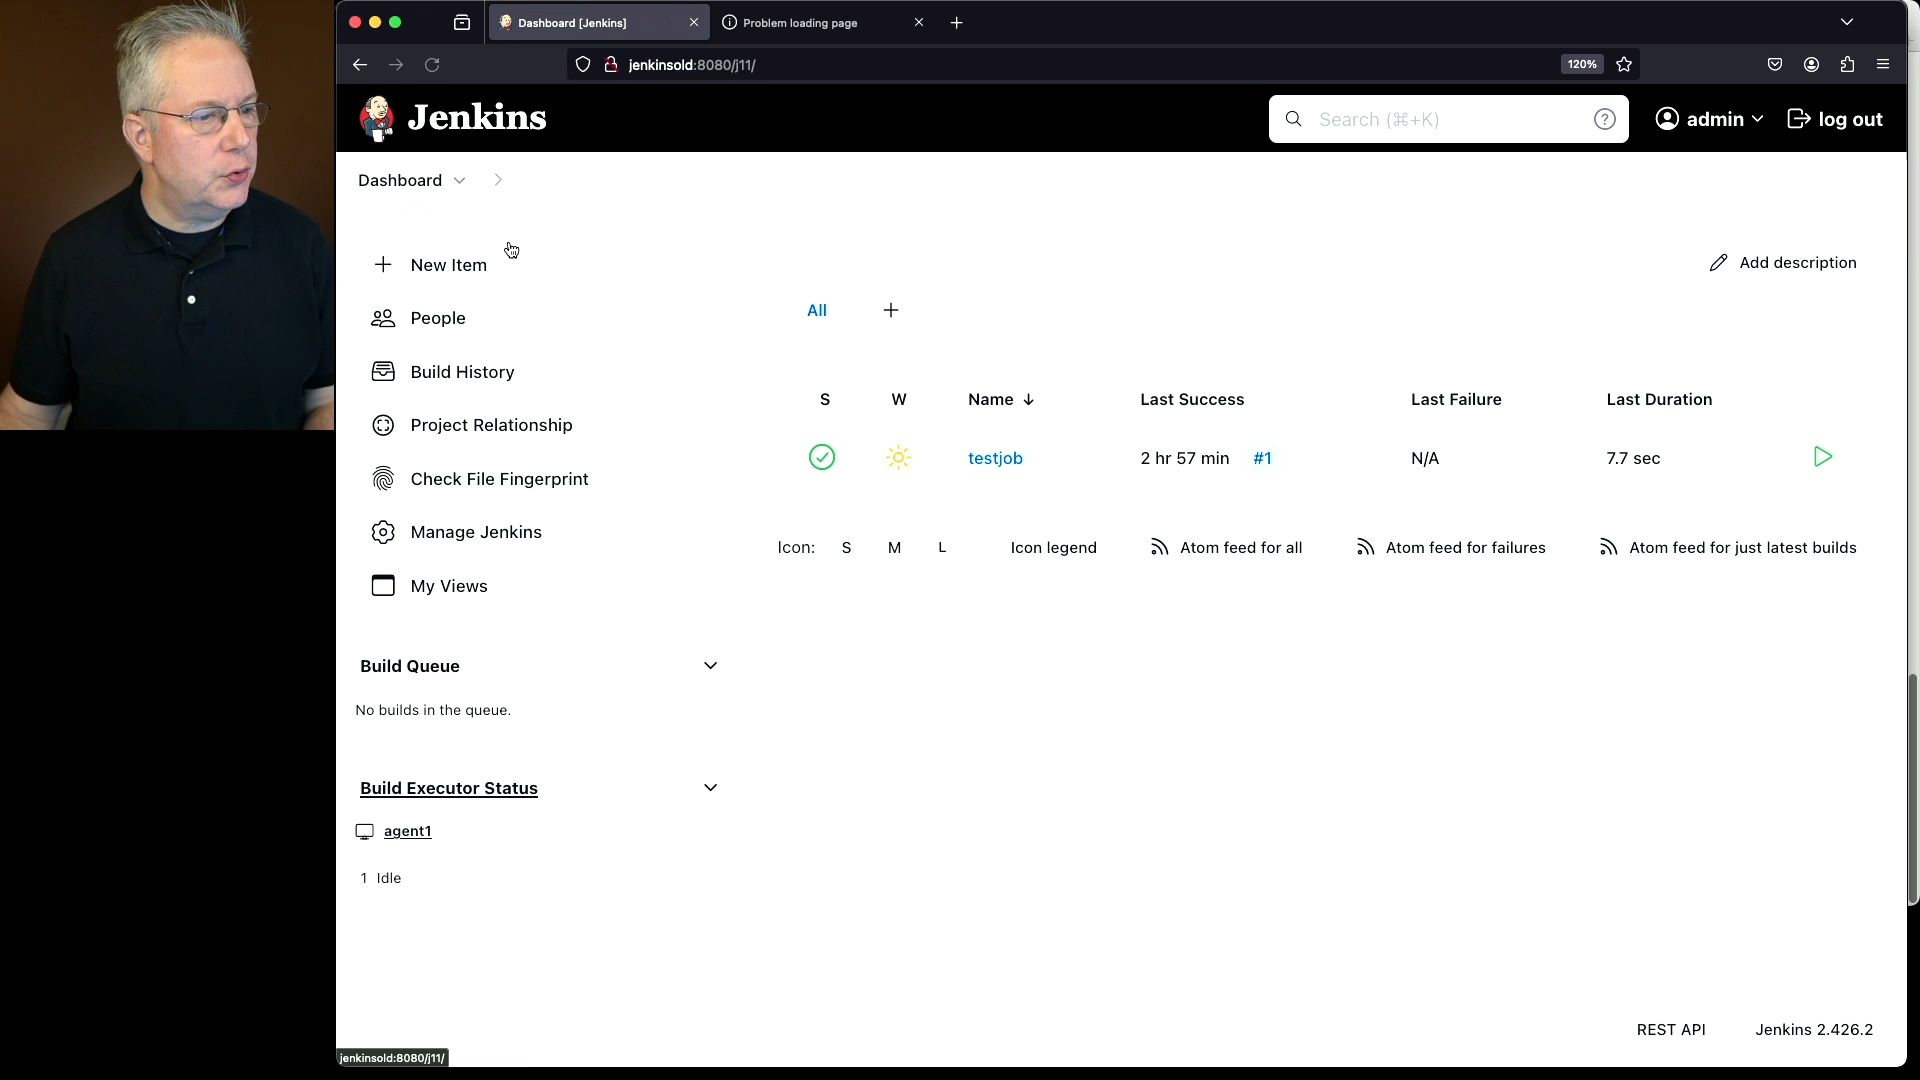 Dashboard [Jenkins]
Problem loading page
jenkinsold:8080/j11/
120%
Jenkins
Search (⌘+K)
admin
log out
Dashboard
New Item
Add description
People
All
Build History
S W Name ↓ Last Success Last Failure Last Duration
Project Relationship
testjob 2 hr 57 min #1 N/A 7.7 sec
Check File Fingerprint
Manage Jenkins
Icon: S M L Icon legend Atom feed for all Atom feed for failures Atom feed for just latest builds
My Views
Build Queue
No builds in the queue.
Build Executor Status
agent1
1 Idle
REST API Jenkins 2.426.2
jenkinsold:8080/j11/